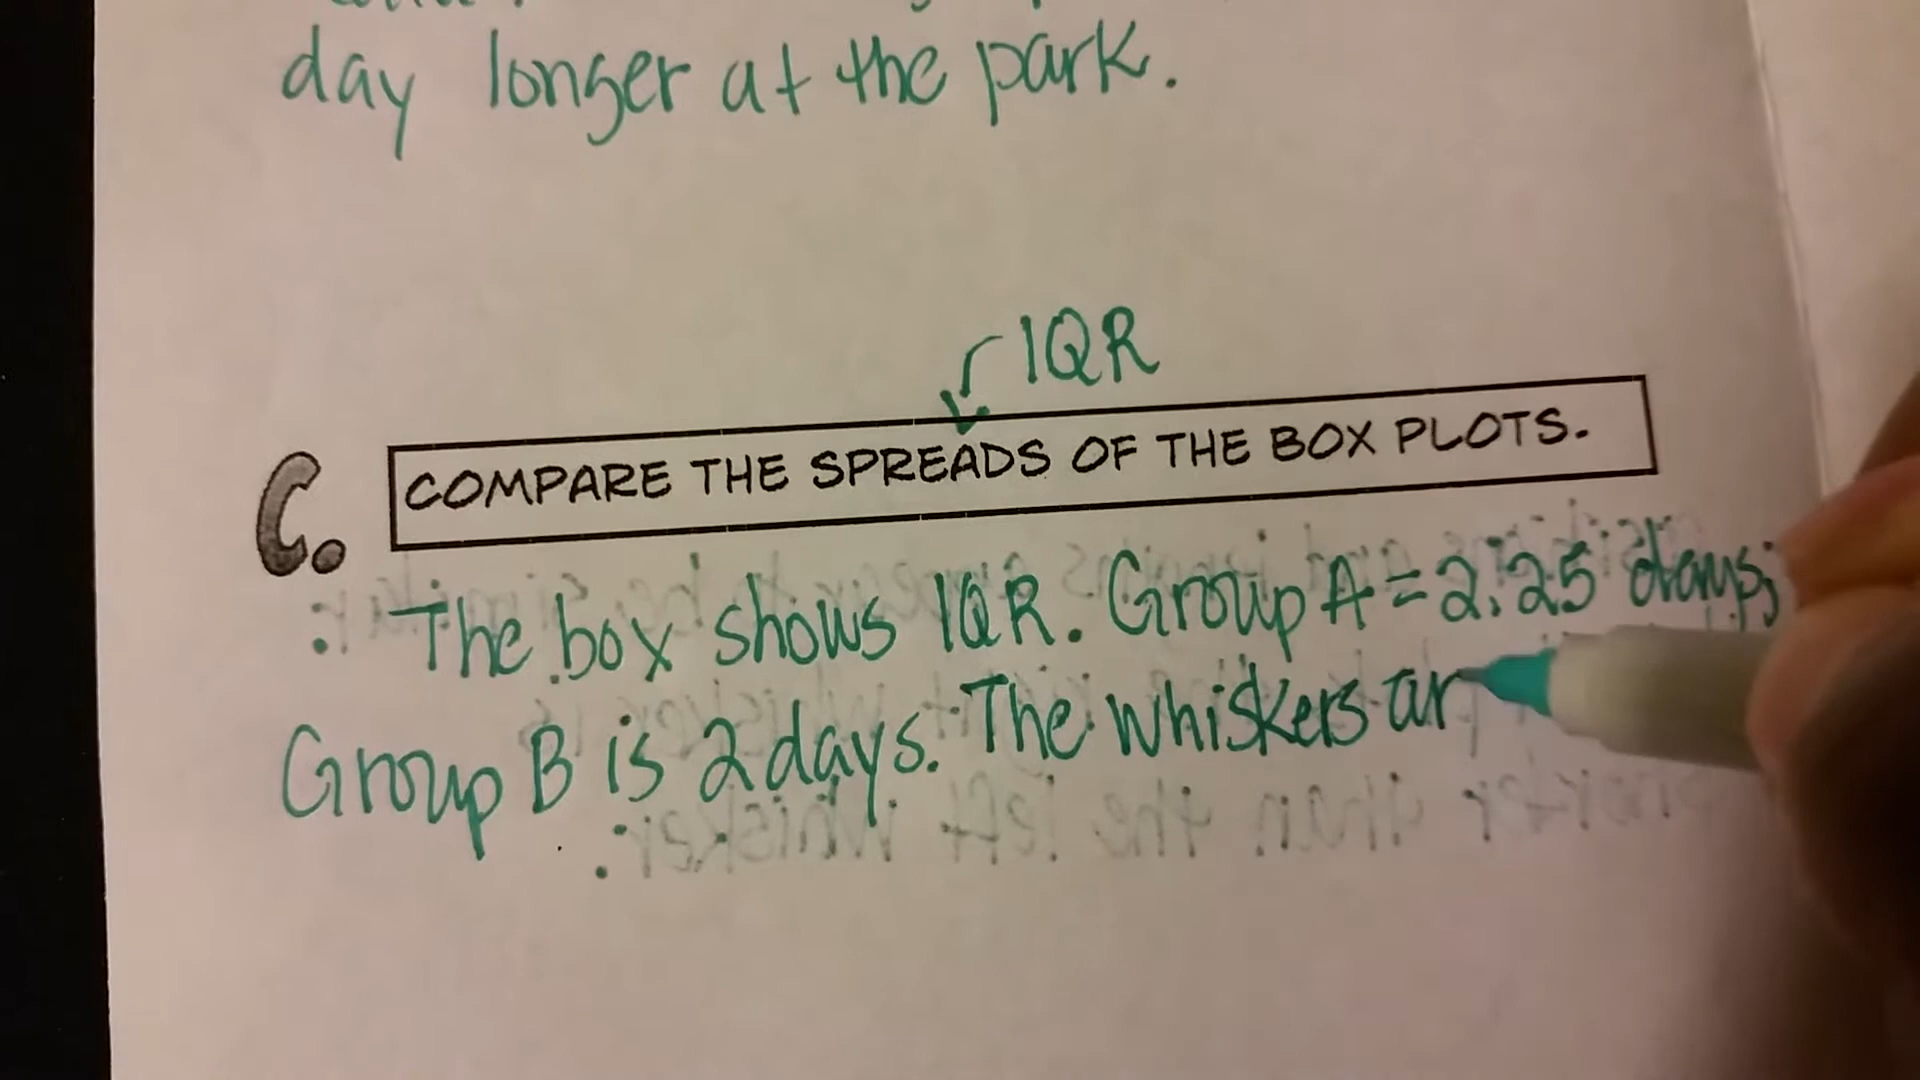 day longer at the park.
IQR
C. COMPARE THE SPREADS OF THE BOX PLOTS.
The box shows IQR. Group A = 2.25 days;
Group B is 2 days. The whiskers ar